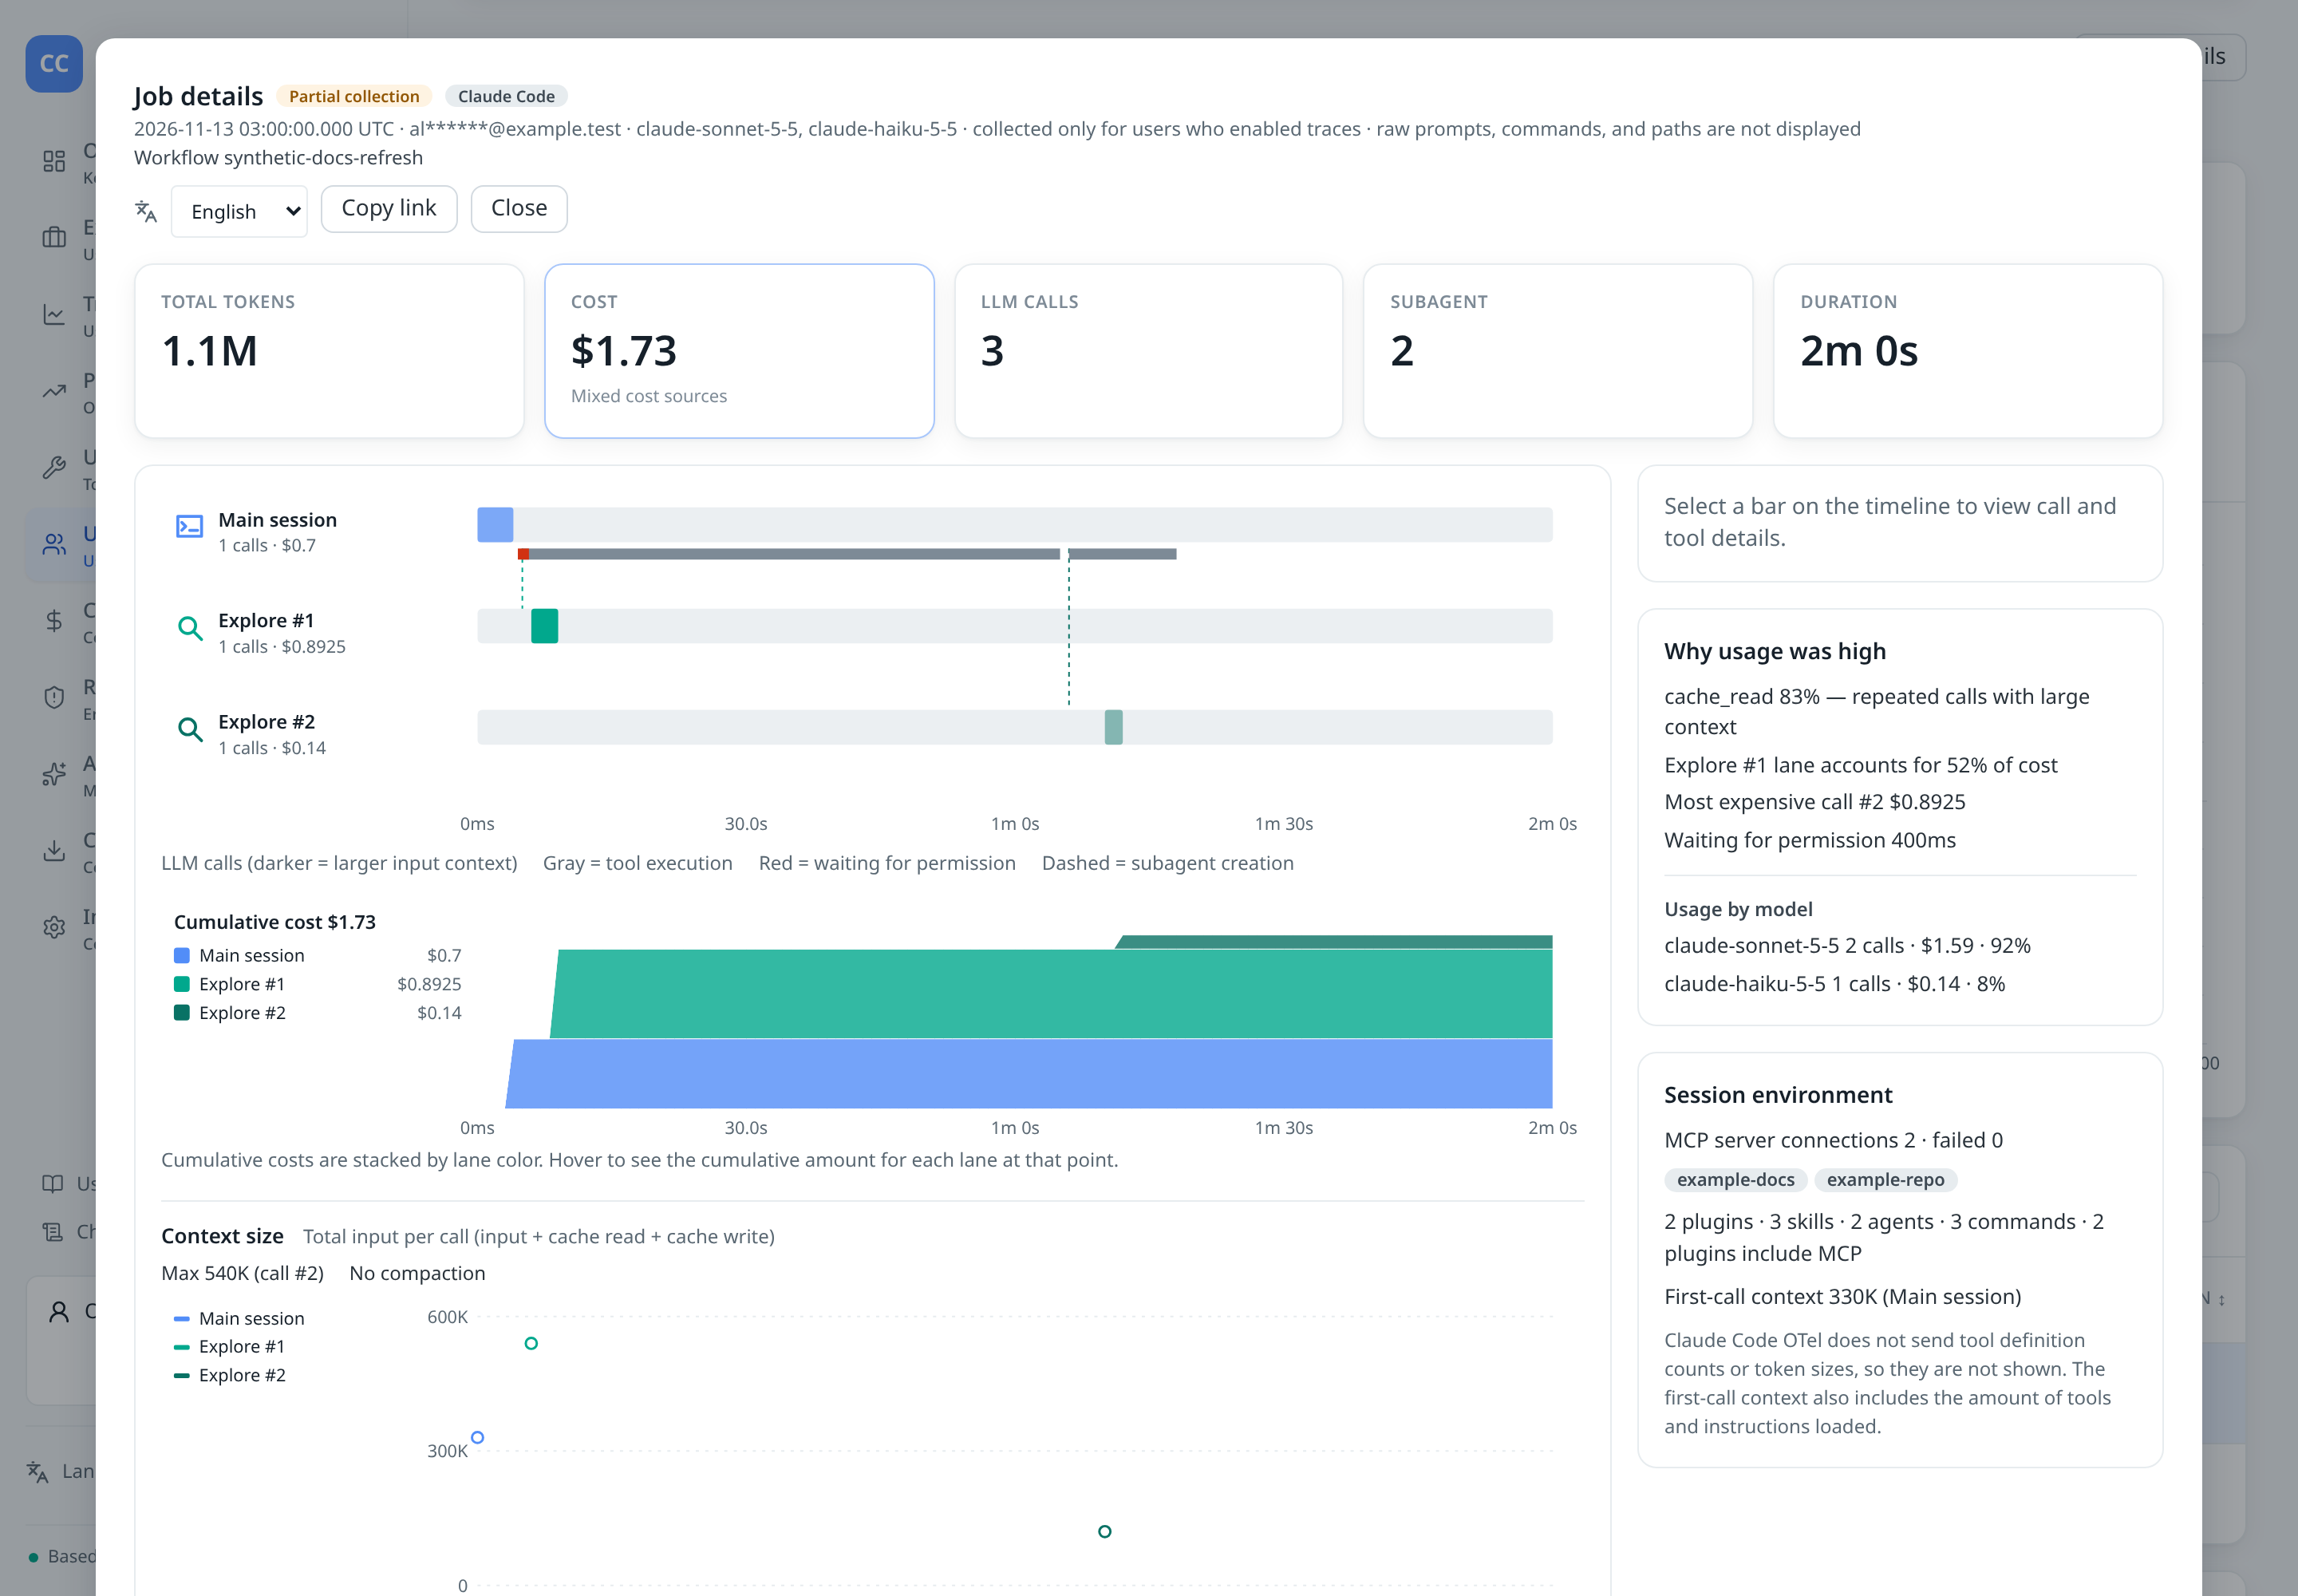 CC
ils
Job details
Partial collection
Claude Code
2026-11-13 03:00:00.000 UTC · al******@example.test · claude-sonnet-5-5, claude-haiku-5-5 · collected only for users who enabled traces · raw prompts, commands, and paths are not displayed
Workflow synthetic-docs-refresh
English
Copy link
Close
TOTAL TOKENS
1.1M
COST
$1.73
Mixed cost sources
LLM CALLS
3
SUBAGENT
2
DURATION
2m 0s
Main session
1 calls · $0.7
Explore #1
1 calls · $0.8925
Explore #2
1 calls · $0.14
0ms 30.0s 1m 0s 1m 30s 2m 0s
LLM calls (darker = larger input context) Gray = tool execution Red = waiting for permission Dashed = subagent creation
Cumulative cost $1.73
Main session $0.7
Explore #1 $0.8925
Explore #2 $0.14
0ms 30.0s 1m 0s 1m 30s 2m 0s
Cumulative costs are stacked by lane color. Hover to see the cumulative amount for each lane at that point.
Context size Total input per call (input + cache read + cache write)
Max 540K (call #2) No compaction
Main session
Explore #1
Explore #2
600K
300K
0
Select a bar on the timeline to view call and
tool details.
Why usage was high
cache_read 83% — repeated calls with large
context
Explore #1 lane accounts for 52% of cost
Most expensive call #2 $0.8925
Waiting for permission 400ms
Usage by model
claude-sonnet-5-5 2 calls · $1.59 · 92%
claude-haiku-5-5 1 calls · $0.14 · 8%
Session environment
MCP server connections 2 · failed 0
example-docs
example-repo
2 plugins · 3 skills · 2 agents · 3 commands · 2
plugins include MCP
First-call context 330K (Main session)
Claude Code OTel does not send tool definition
counts or token sizes, so they are not shown. The
first-call context also includes the amount of tools
and instructions loaded.
Lan
Based